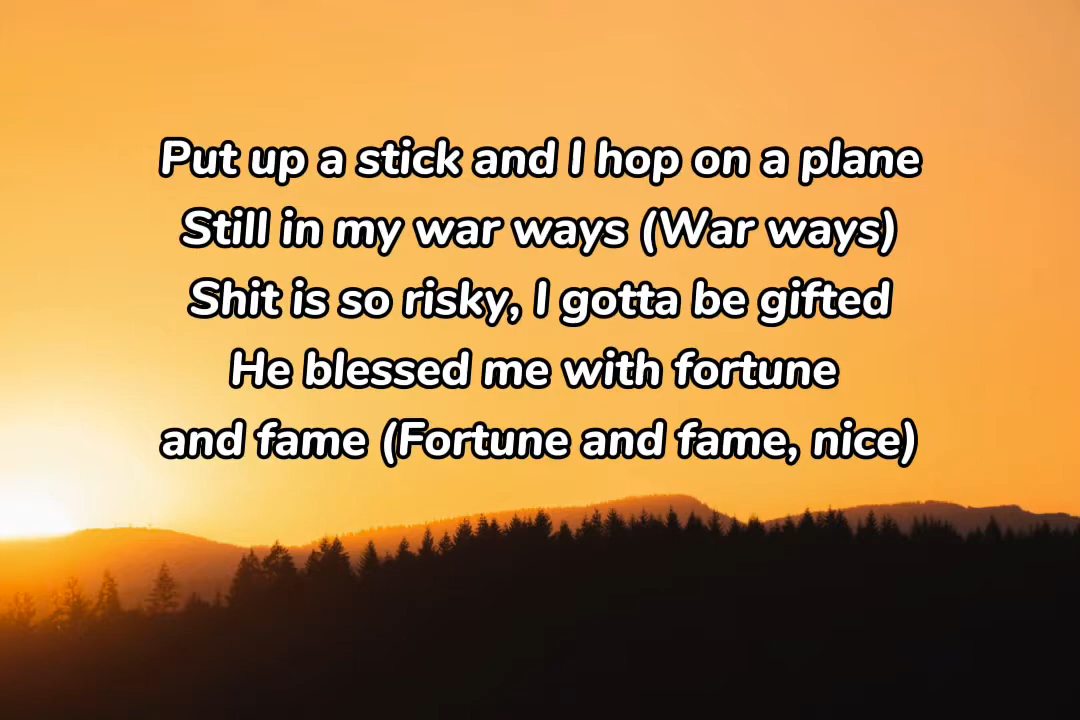 Put up a stick and I hop on a plane
Still in my war ways (War ways)
Shit is so risky, I gotta be gifted
He blessed me with fortune
and fame (Fortune and fame, nice)